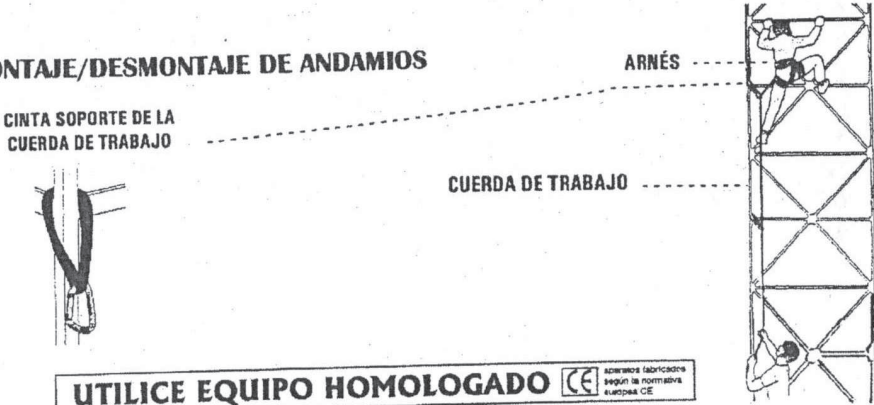 ONTAJE/DESMONTAJE DE ANDAMIOS
ARNÉS
CINTA SOPORTE DE LA
CUERDA DE TRABAJO
CUERDA DE TRABAJO
UTILICE EQUIPO HOMOLOGADO CE
aparatos fabricados
según la normativa
europea CE